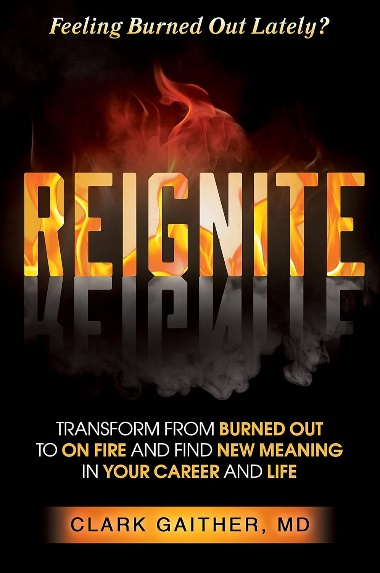 Feeling Burned Out Lately?
REIGNITE
TRANSFORM FROM BURNED OUT
TO ON FIRE AND FIND NEW MEANING
IN YOUR CAREER AND LIFE
CLARK GAITHER, MD